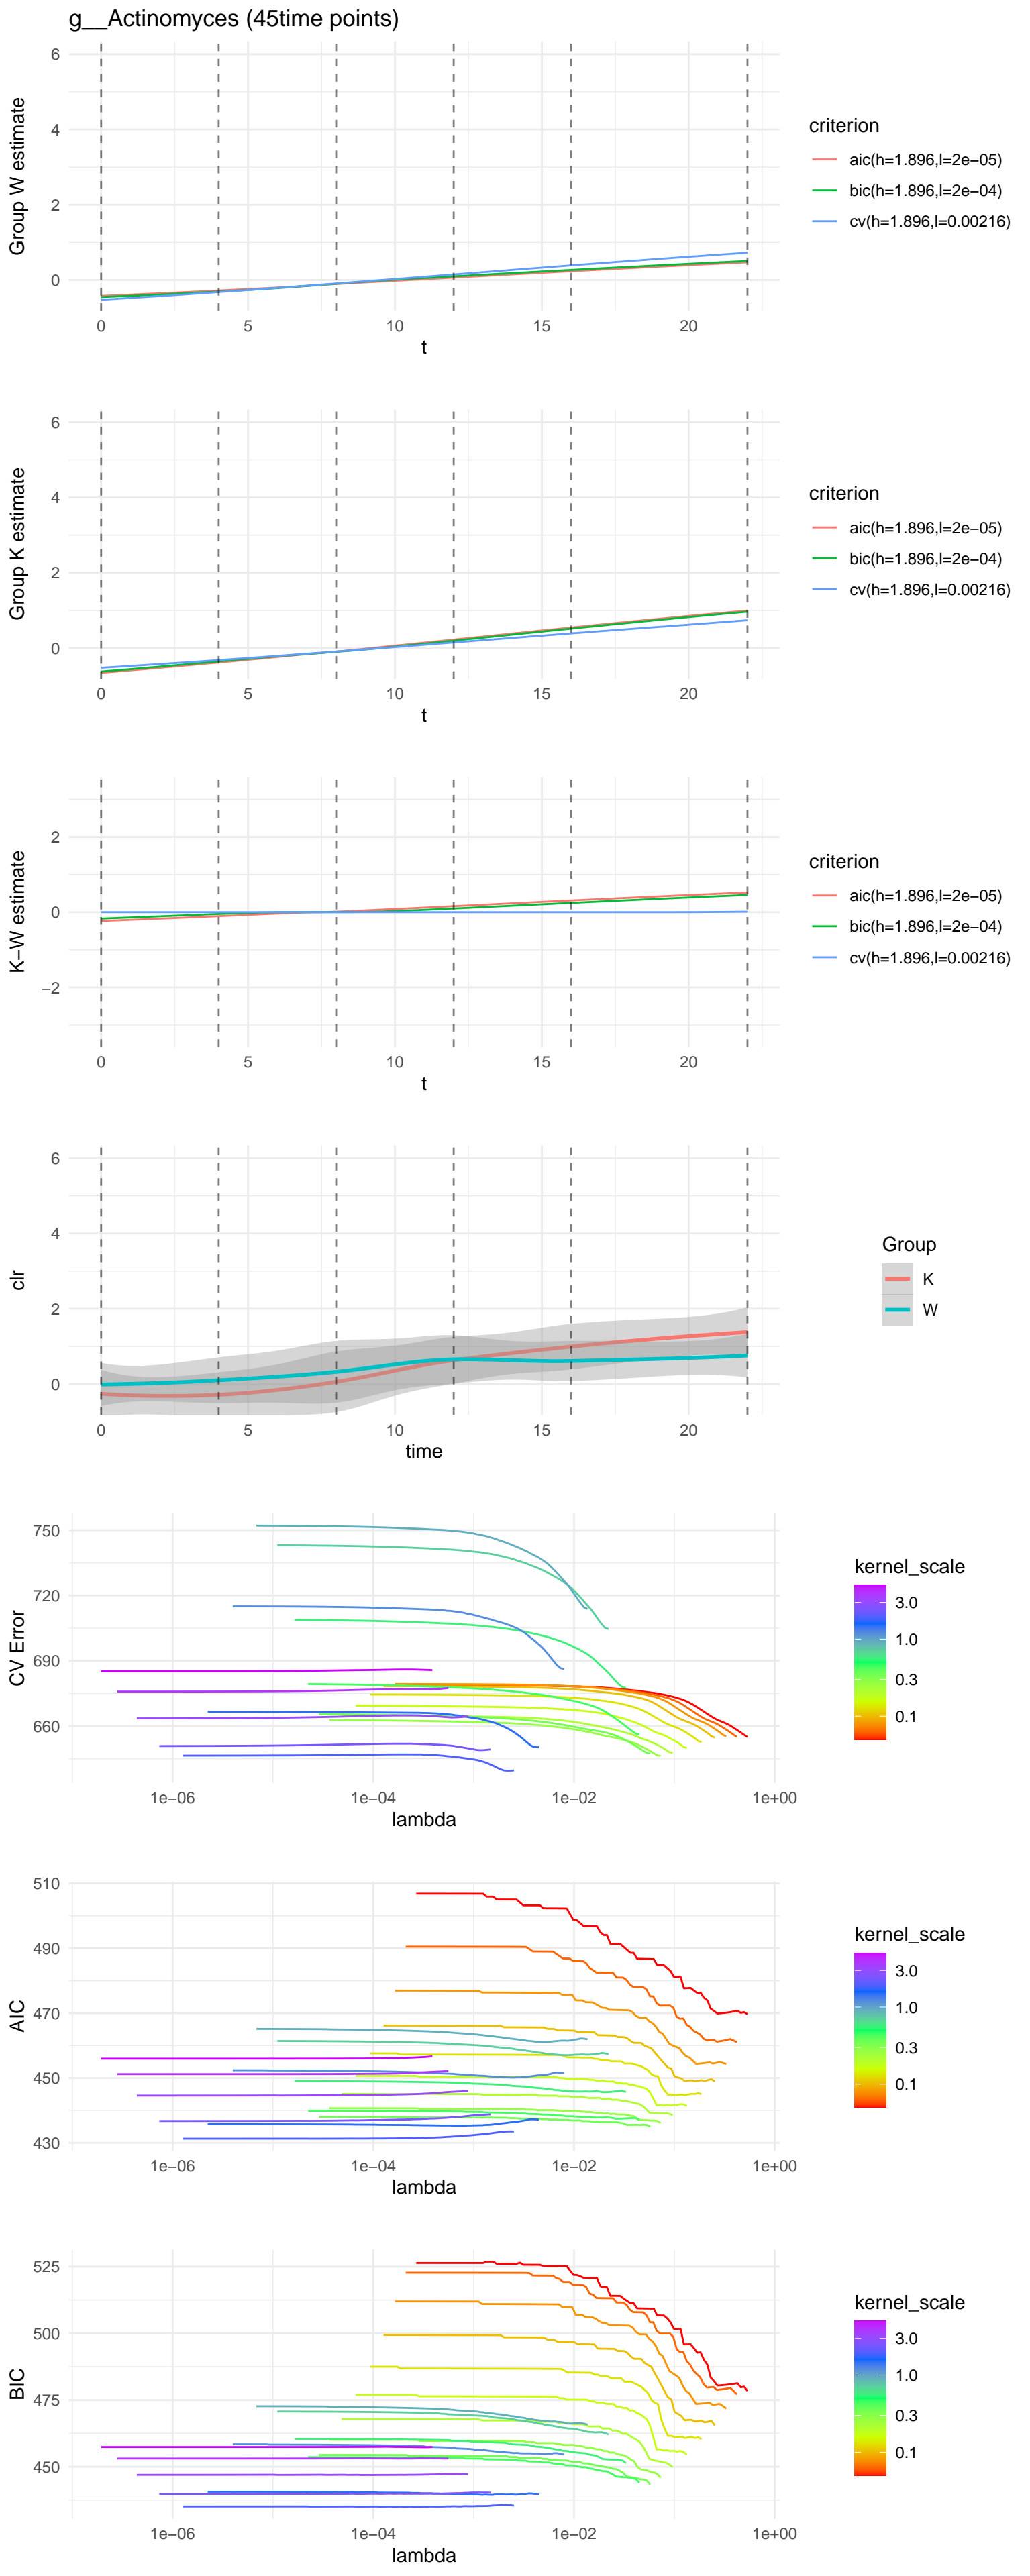 g__Actinomyces (45time points)
Group W estimate
6
4
2
0
0
5
10
15
20
t
criterion
aic(h=1.896,l=2e−05)
bic(h=1.896,l=2e−04)
cv(h=1.896,l=0.00216)
Group K estimate
6
4
2
0
0
5
10
15
20
t
criterion
aic(h=1.896,l=2e−05)
bic(h=1.896,l=2e−04)
cv(h=1.896,l=0.00216)
K−W estimate
2
0
−2
0
5
10
15
20
t
criterion
aic(h=1.896,l=2e−05)
bic(h=1.896,l=2e−04)
cv(h=1.896,l=0.00216)
clr
6
4
2
0
0
5
10
15
20
time
Group
K
W
CV Error
750
720
690
660
1e−06
1e−04
1e−02
1e+00
lambda
kernel_scale
3.0
1.0
0.3
0.1
AIC
510
490
470
450
430
1e−06
1e−04
1e−02
1e+00
lambda
kernel_scale
3.0
1.0
0.3
0.1
BIC
525
500
475
450
1e−06
1e−04
1e−02
1e+00
lambda
kernel_scale
3.0
1.0
0.3
0.1